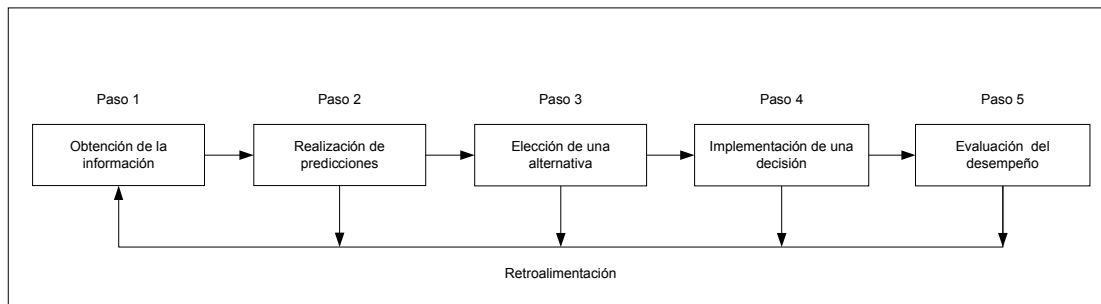 Paso 1
Paso 2
Paso 3
Paso 4
Paso 5
Obtención de la
información
Realización de
predicciones
Elección de una
alternativa
Implementación de una
decisión
Evaluación del
desempeño
Retroalimentación